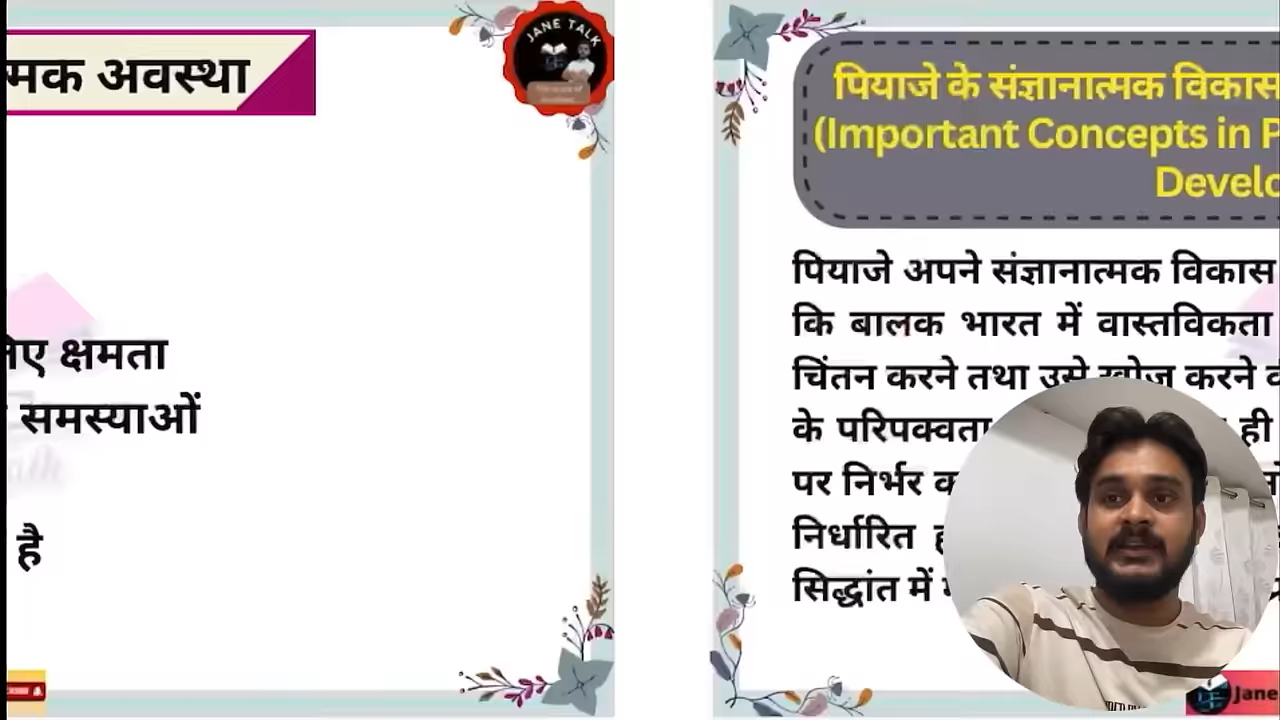 मक अवस्था
JANE TALK
क्षमता
समस्याओं
है
पियाजे के संज्ञानात्मक विकास
(Important Concepts in P
Develo
पियाजे अपने संज्ञानात्मक विकास
कि बालक भारत में वास्तविकता
चिंतन करने तथा उसे खोज करने
के परिपक्वता ही
पर निर्भर
निर्धारित
सिद्धांत में
Jane